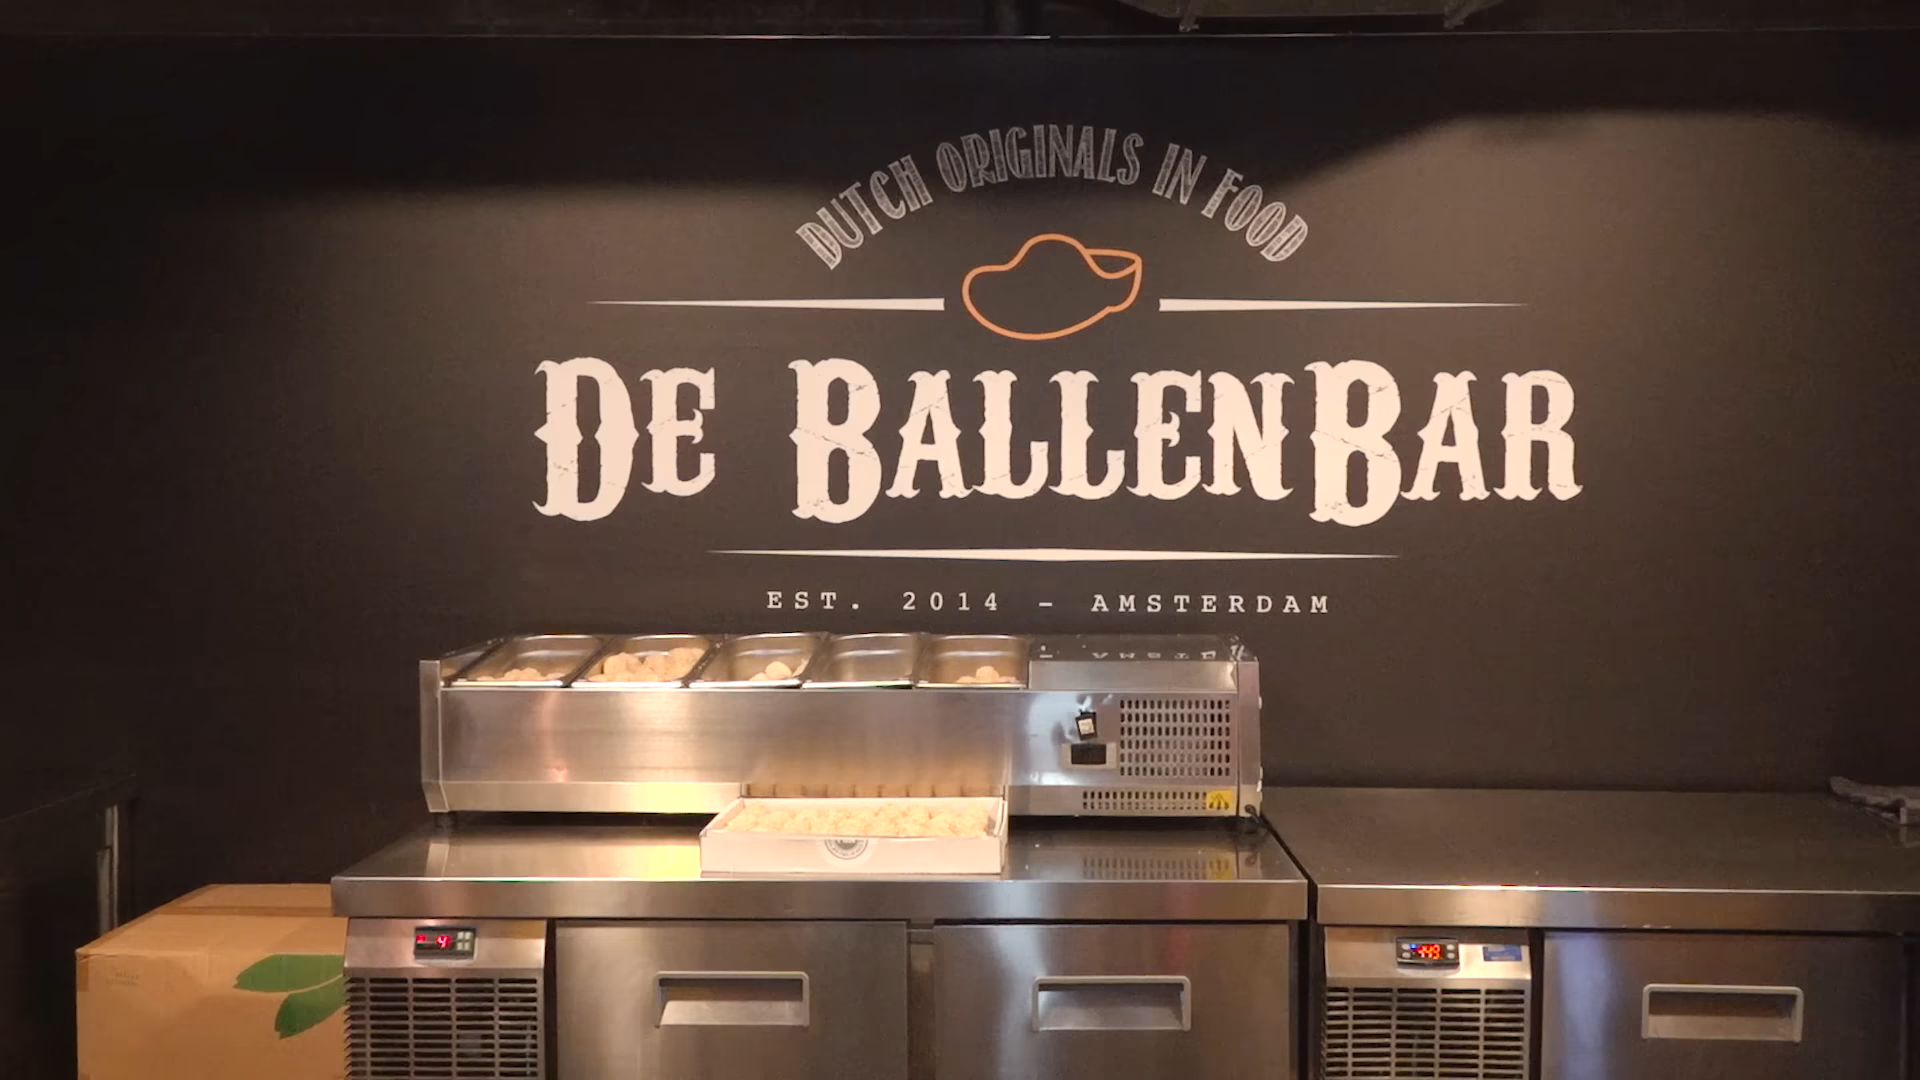 DUTCH ORIGINALS IN FOOD
DE BALLENBAR
EST. 2014 - AMSTERDAM